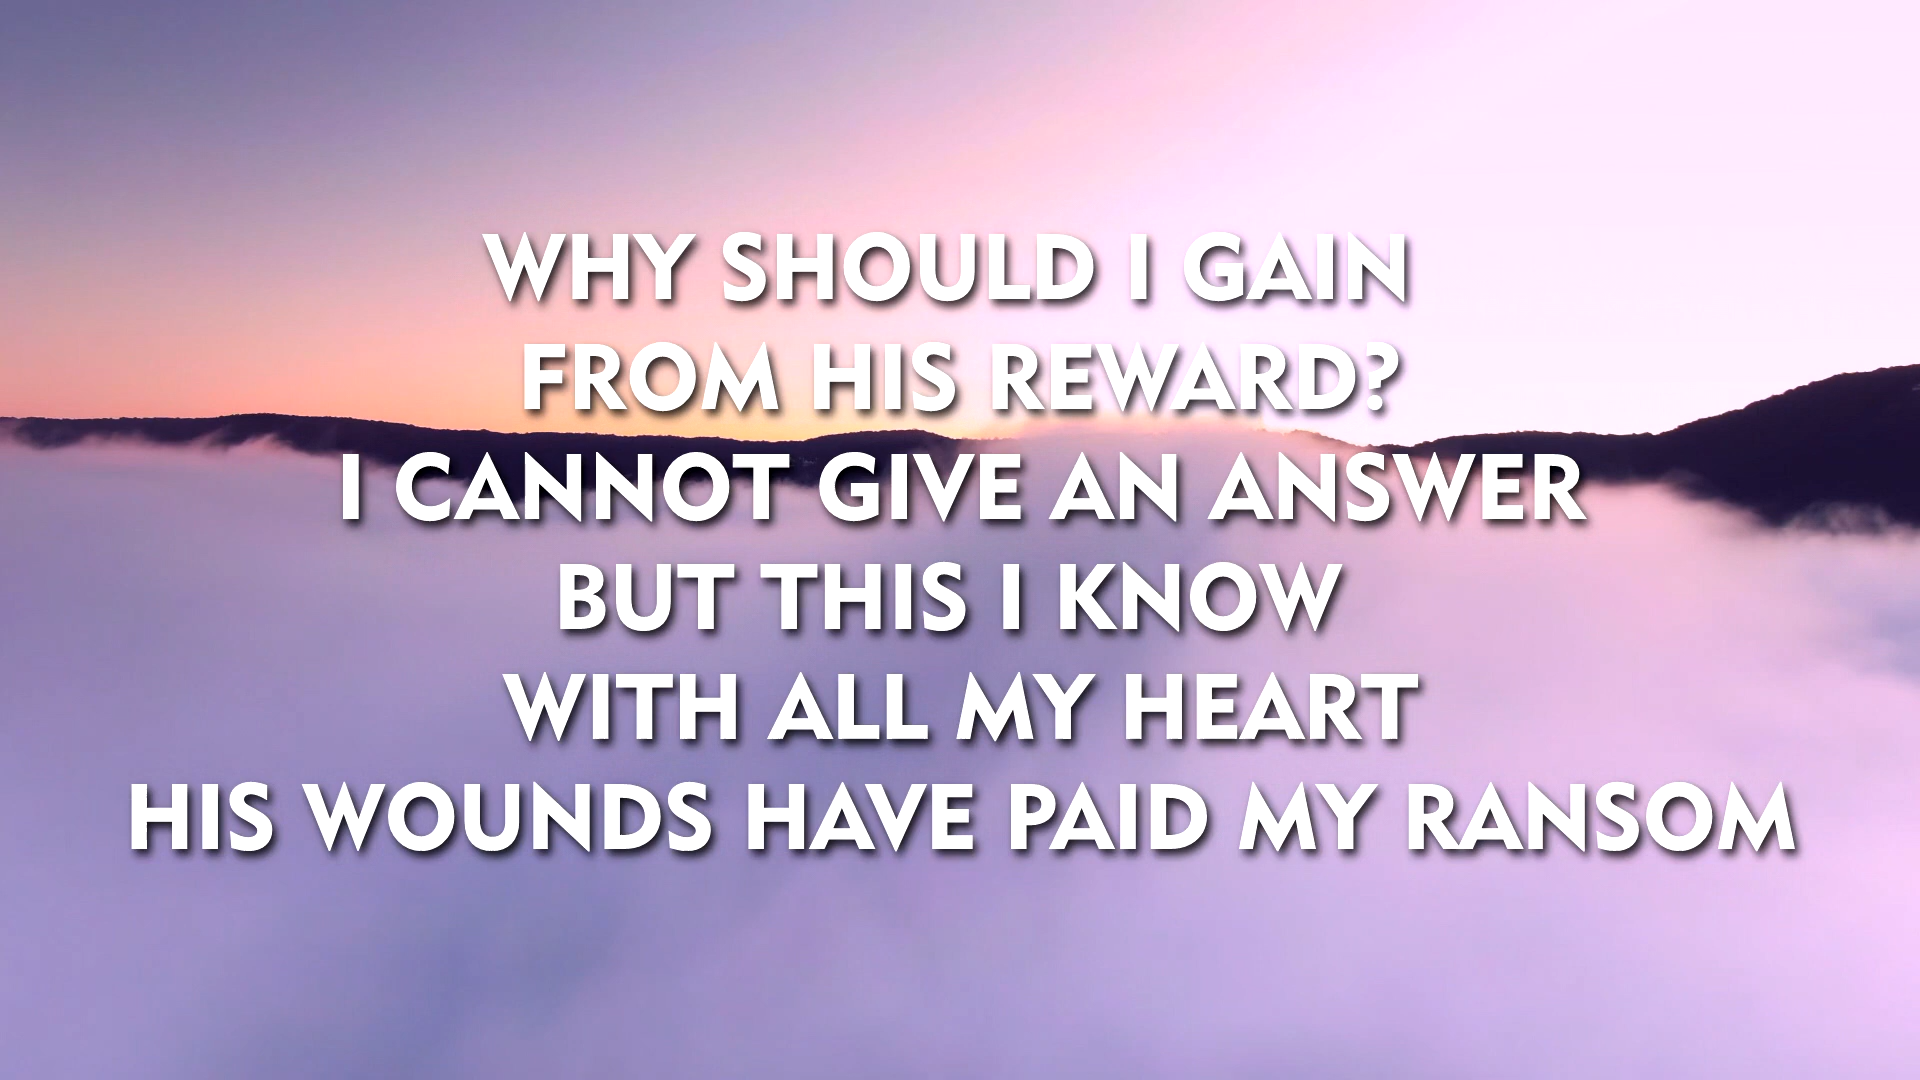 WHY SHOULD I GAIN
FROM HIS REWARD?
I CANNOT GIVE AN ANSWER
BUT THIS I KNOW
WITH ALL MY HEART
HIS WOUNDS HAVE PAID MY RANSOM